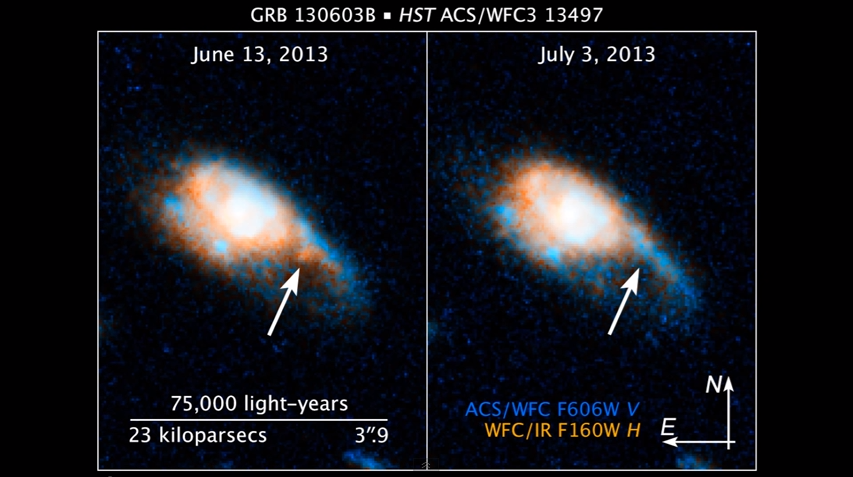 GRB 130603B ▪ HST ACS/WFC3 13497
June 13, 2013
July 3, 2013
75,000 light-years
23 kiloparsecs 3".9
ACS/WFC F606W V
WFC/IR F160W H
N
E